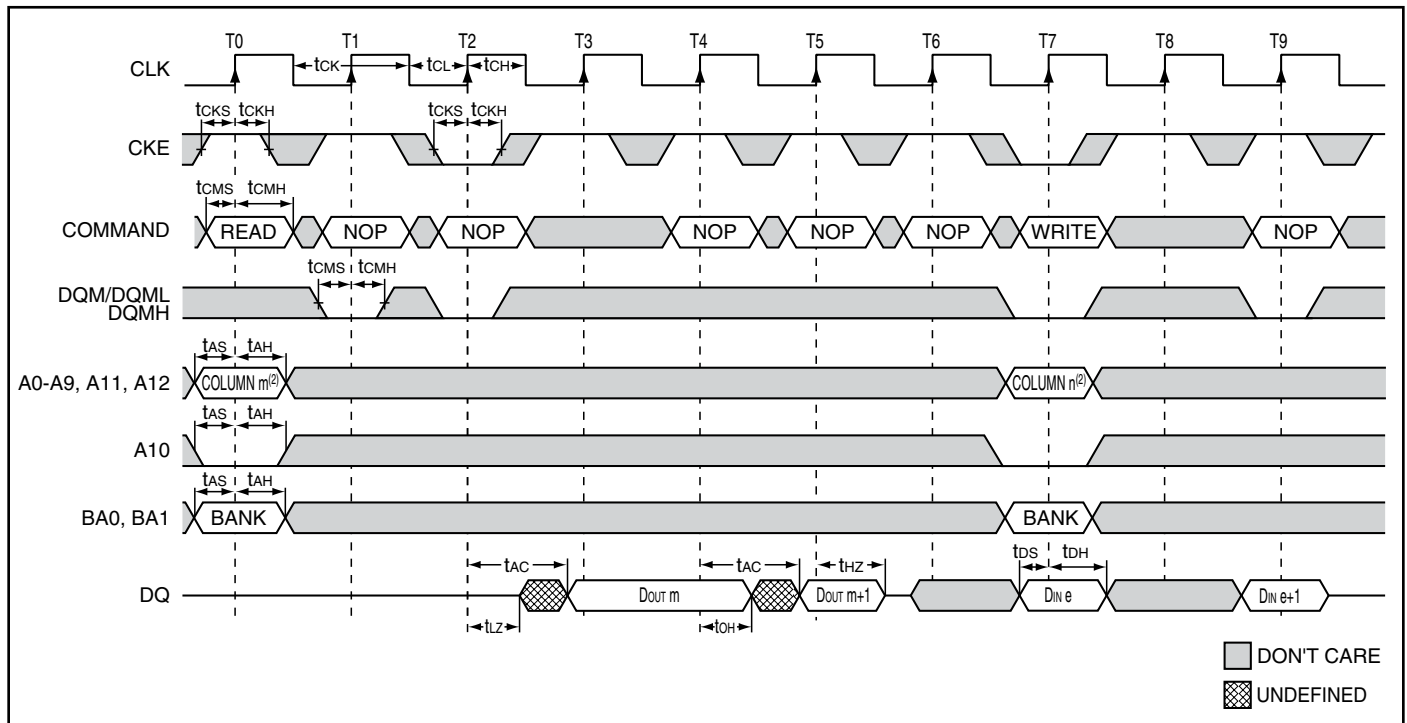 T0 T1 T2 T3 T4 T5 T6 T7 T8 T9
CLK tCK tCL tCH
tCKS tCKH tCKS tCKH
CKE
tCMS tCMH
COMMAND READ NOP NOP NOP NOP NOP WRITE NOP
tCMS tCMH
DQM/DQML
DQMH
tAS tAH
A0-A9, A11, A12 COLUMN m(2) COLUMN n(2)
tAS tAH
A10
tAS tAH
BA0, BA1 BANK BANK
tAC tAC tHZ tDS tDH
DQ DOUT m DOUT m+1 DIN e DIN e+1
tLZ tOH
DON'T CARE
UNDEFINED